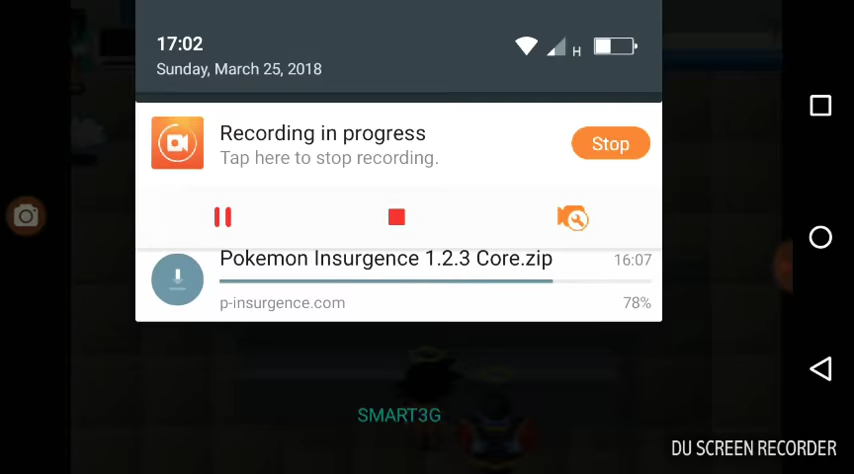 17:02
H
Sunday, March 25, 2018
Recording in progress
Tap here to stop recording.
Stop
Pokemon Insurgence 1.2.3 Core.zip
16:07
p-insurgence.com
78%
SMART3G
DU SCREEN RECORDER